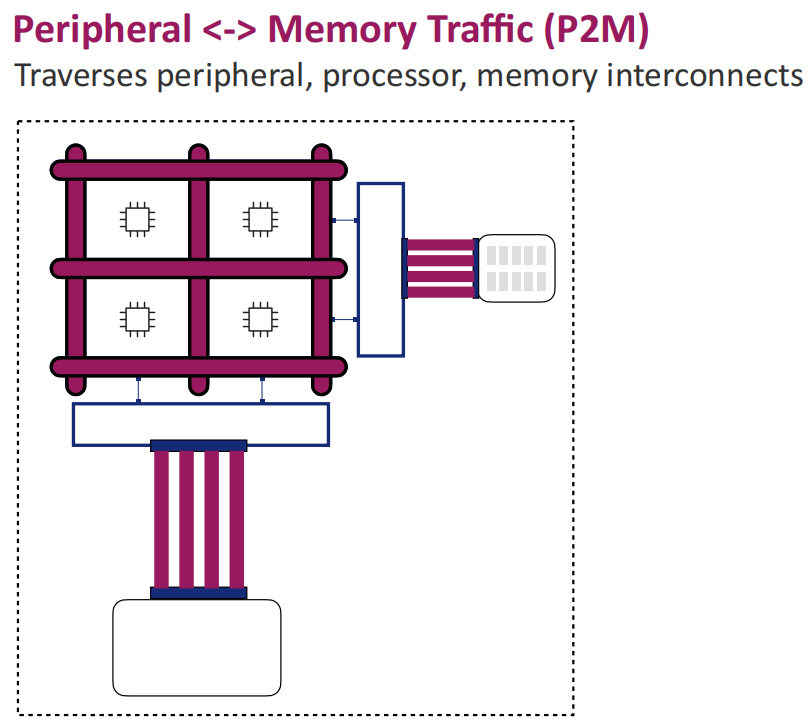 Peripheral <-> Memory Traffic (P2M)
Traverses peripheral, processor, memory interconnects